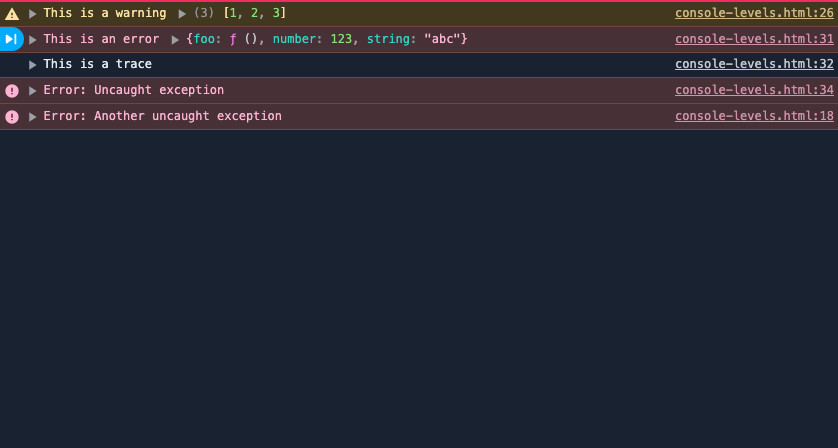 This is a warning (3) [1, 2, 3] console-levels.html:26
This is an error {foo: ƒ (), number: 123, string: "abc"} console-levels.html:31
This is a trace console-levels.html:32
Error: Uncaught exception console-levels.html:34
Error: Another uncaught exception console-levels.html:18